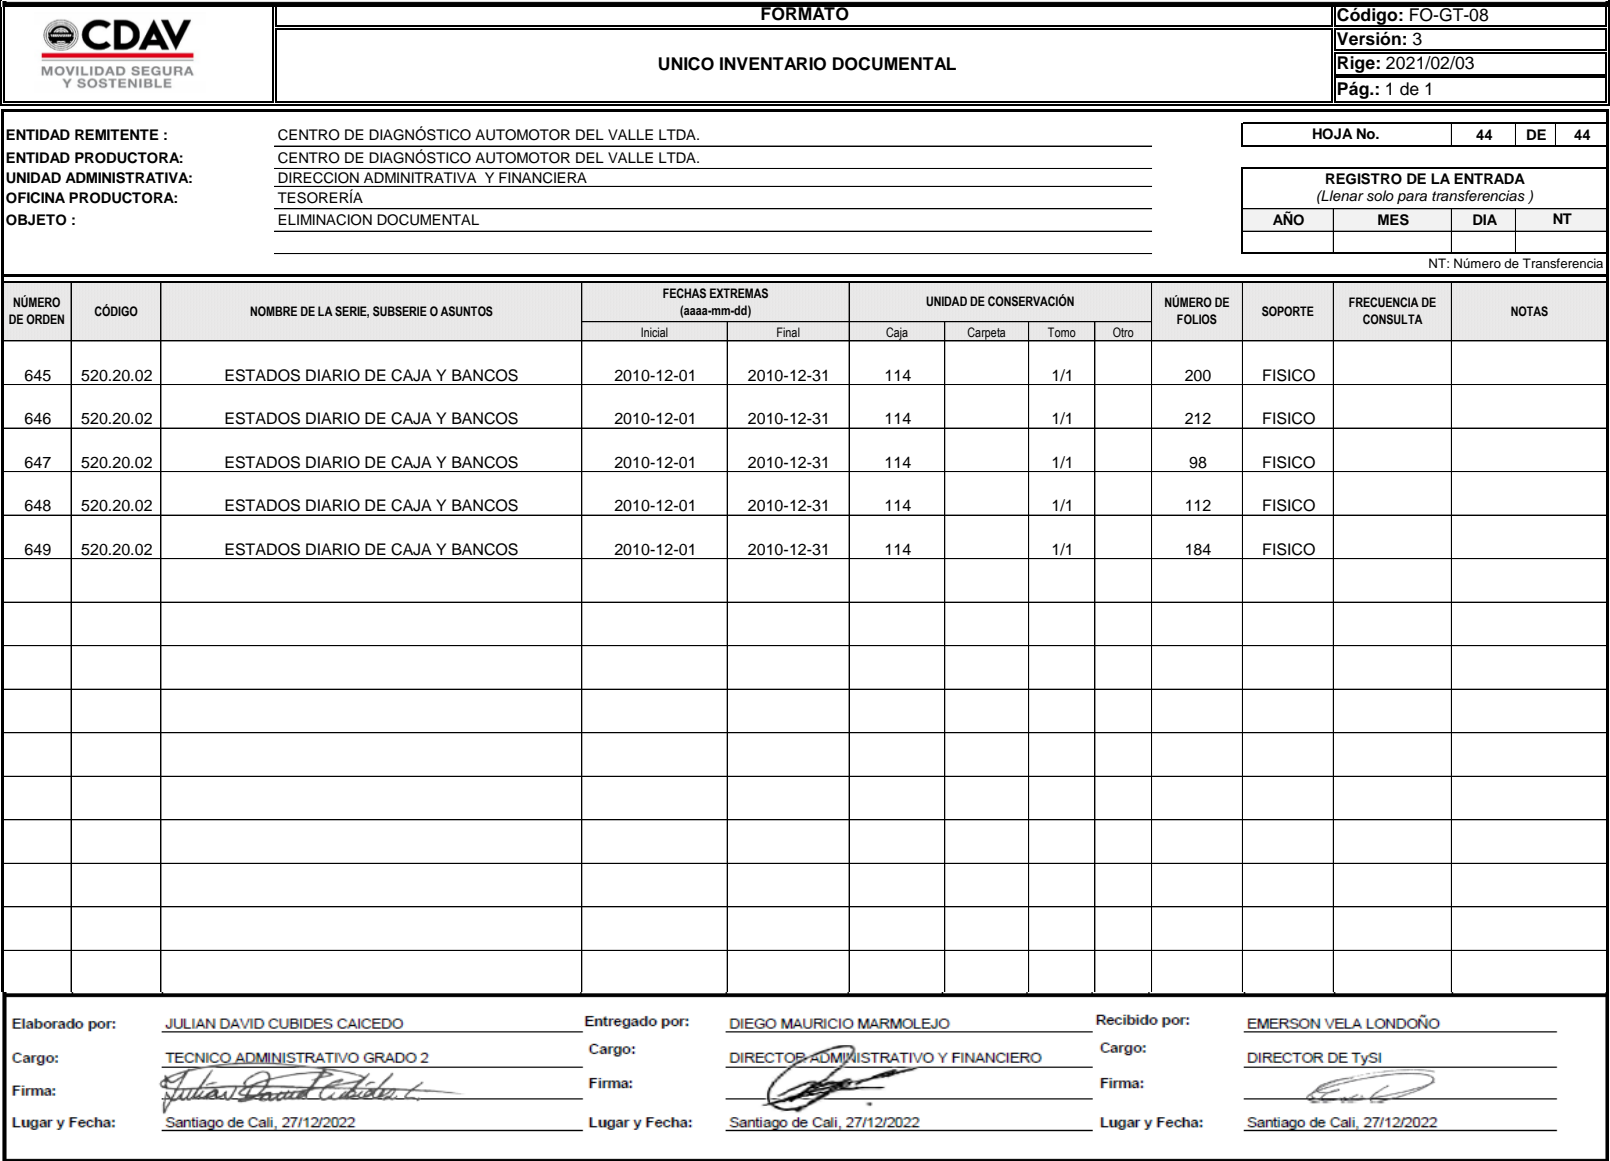 CDAV
MOVILIDAD SEGURA
Y SOSTENIBLE
FORMATO
UNICO INVENTARIO DOCUMENTAL
Código: FO-GT-08
Versión: 3
Rige: 2021/02/03
Pág.: 1 de 1
ENTIDAD REMITENTE : CENTRO DE DIAGNÓSTICO AUTOMOTOR DEL VALLE LTDA.
ENTIDAD PRODUCTORA: CENTRO DE DIAGNÓSTICO AUTOMOTOR DEL VALLE LTDA.
UNIDAD ADMINISTRATIVA: DIRECCION ADMINITRATIVA Y FINANCIERA
OFICINA PRODUCTORA: TESORERÍA
OBJETO : ELIMINACION DOCUMENTAL
HOJA No. 44 DE 44
REGISTRO DE LA ENTRADA
(Llenar solo para transferencias )
AÑO MES DIA NT
NT: Número de Transferencia
NÚMERO DE ORDEN CÓDIGO NOMBRE DE LA SERIE, SUBSERIE O ASUNTOS FECHAS EXTREMAS (aaaa-mm-dd) UNIDAD DE CONSERVACIÓN NÚMERO DE FOLIOS SOPORTE FRECUENCIA DE CONSULTA NOTAS
Inicial Final Caja Carpeta Tomo Otro
645 520.20.02 ESTADOS DIARIO DE CAJA Y BANCOS 2010-12-01 2010-12-31 114 1/1 200 FISICO
646 520.20.02 ESTADOS DIARIO DE CAJA Y BANCOS 2010-12-01 2010-12-31 114 1/1 212 FISICO
647 520.20.02 ESTADOS DIARIO DE CAJA Y BANCOS 2010-12-01 2010-12-31 114 1/1 98 FISICO
648 520.20.02 ESTADOS DIARIO DE CAJA Y BANCOS 2010-12-01 2010-12-31 114 1/1 112 FISICO
649 520.20.02 ESTADOS DIARIO DE CAJA Y BANCOS 2010-12-01 2010-12-31 114 1/1 184 FISICO
Elaborado por: JULIAN DAVID CUBIDES CAICEDO
Cargo: TECNICO ADMINISTRATIVO GRADO 2
Firma: Julian David Cubides C.
Lugar y Fecha: Santiago de Cali, 27/12/2022
Entregado por: DIEGO MAURICIO MARMOLEJO
Cargo: DIRECTOR ADMINISTRATIVO Y FINANCIERO
Firma:
Lugar y Fecha: Santiago de Cali, 27/12/2022
Recibido por: EMERSON VELA LONDOÑO
Cargo: DIRECTOR DE TySI
Firma:
Lugar y Fecha: Santiago de Cali, 27/12/2022